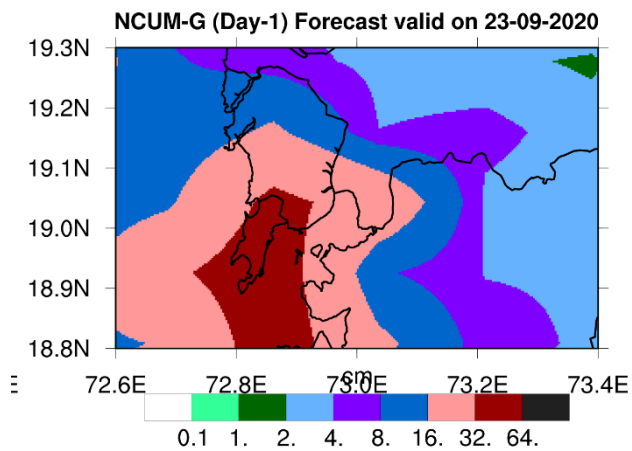 NCUM-G (Day-1) Forecast valid on 23-09-2020
19.3N
19.2N
19.1N
19.0N
18.9N
18.8N
72.6E 72.8E 73.0E 73.2E 73.4E
cm
0.1 1. 2. 4. 8. 16. 32. 64.